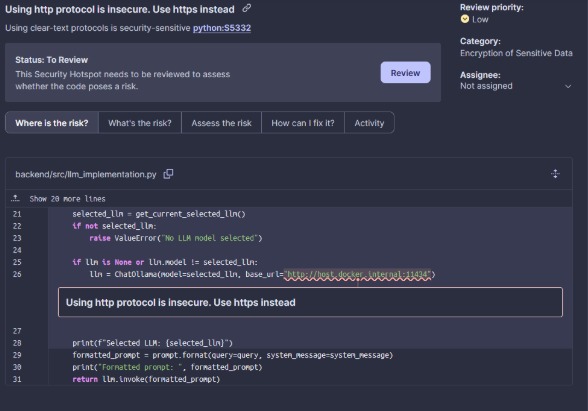 Using http protocol is insecure. Use https instead
Using clear-text protocols is security-sensitive python:S5332
Review priority:
Low
Category:
Encryption of Sensitive Data
Assignee:
Not assigned
Status: To Review
This Security Hotspot needs to be reviewed to assess
whether the code poses a risk.
Review
Where is the risk?
What's the risk?
Assess the risk
How can I fix it?
Activity
backend/src/llm_implementation.py
Show 20 more lines
21 selected_llm = get_current_selected_llm()
22 if not selected_llm:
23 raise ValueError("No LLM model selected")
24
25 if llm is None or llm.model != selected_llm:
26 llm = ChatOllama(model=selected_llm, base_url="http://host.docker.internal:11434")
Using http protocol is insecure. Use https instead
27
28 print(f"Selected LLM: {selected_llm}")
29 formatted_prompt = prompt.format(query=query, system_message=system_message)
30 print("Formatted prompt: ", formatted_prompt)
31 return llm.invoke(formatted_prompt)